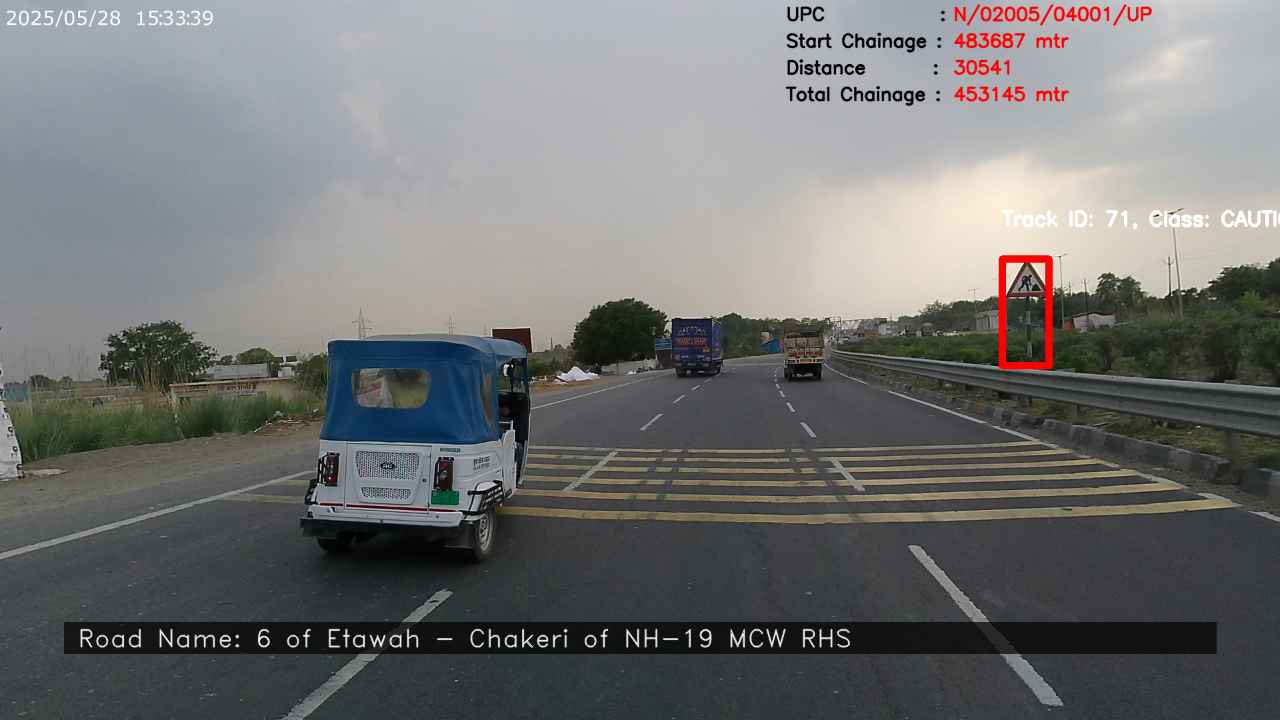 2025/05/28 15:33:39
UPC : N/02005/04001/UP
Start Chainage : 483687 mtr
Distance : 30541
Total Chainage : 453145 mtr
Track ID: 71, Class: CAUTI
Road Name: 6 of Etawah - Chakeri of NH-19 MCW RHS